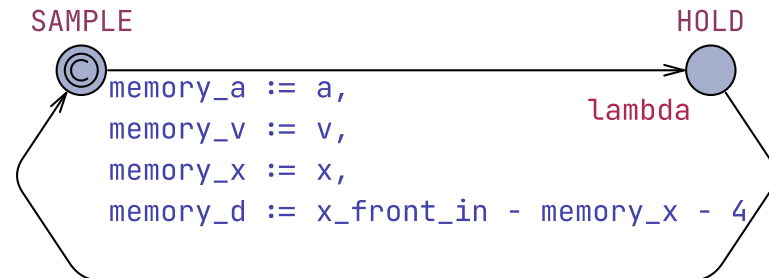 SAMPLE
HOLD
©
memory_a := a,
lambda
memory_v := v,
memory_x := x,
memory_d := x_front_in - memory_x - 4